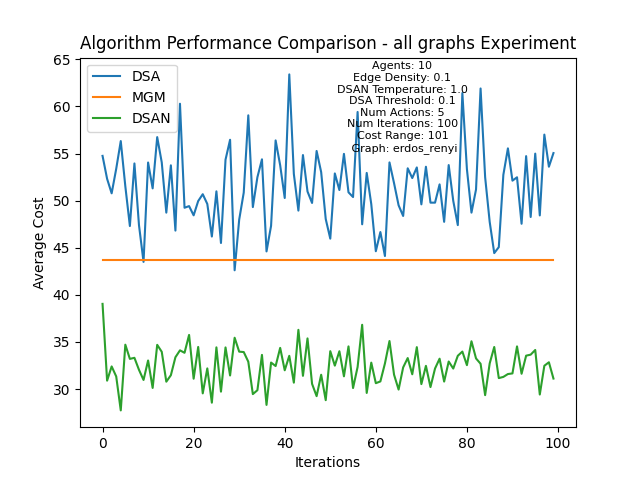 Algorithm Performance Comparison - all graphs Experiment
DSA
MGM
DSAN
Agents: 10
Edge Density: 0.1
DSAN Temperature: 1.0
DSA Threshold: 0.1
Num Actions: 5
Num Iterations: 100
Cost Range: 101
Graph: erdos_renyi
Average Cost
65
60
55
50
45
40
35
30
0 20 40 60 80 100
Iterations